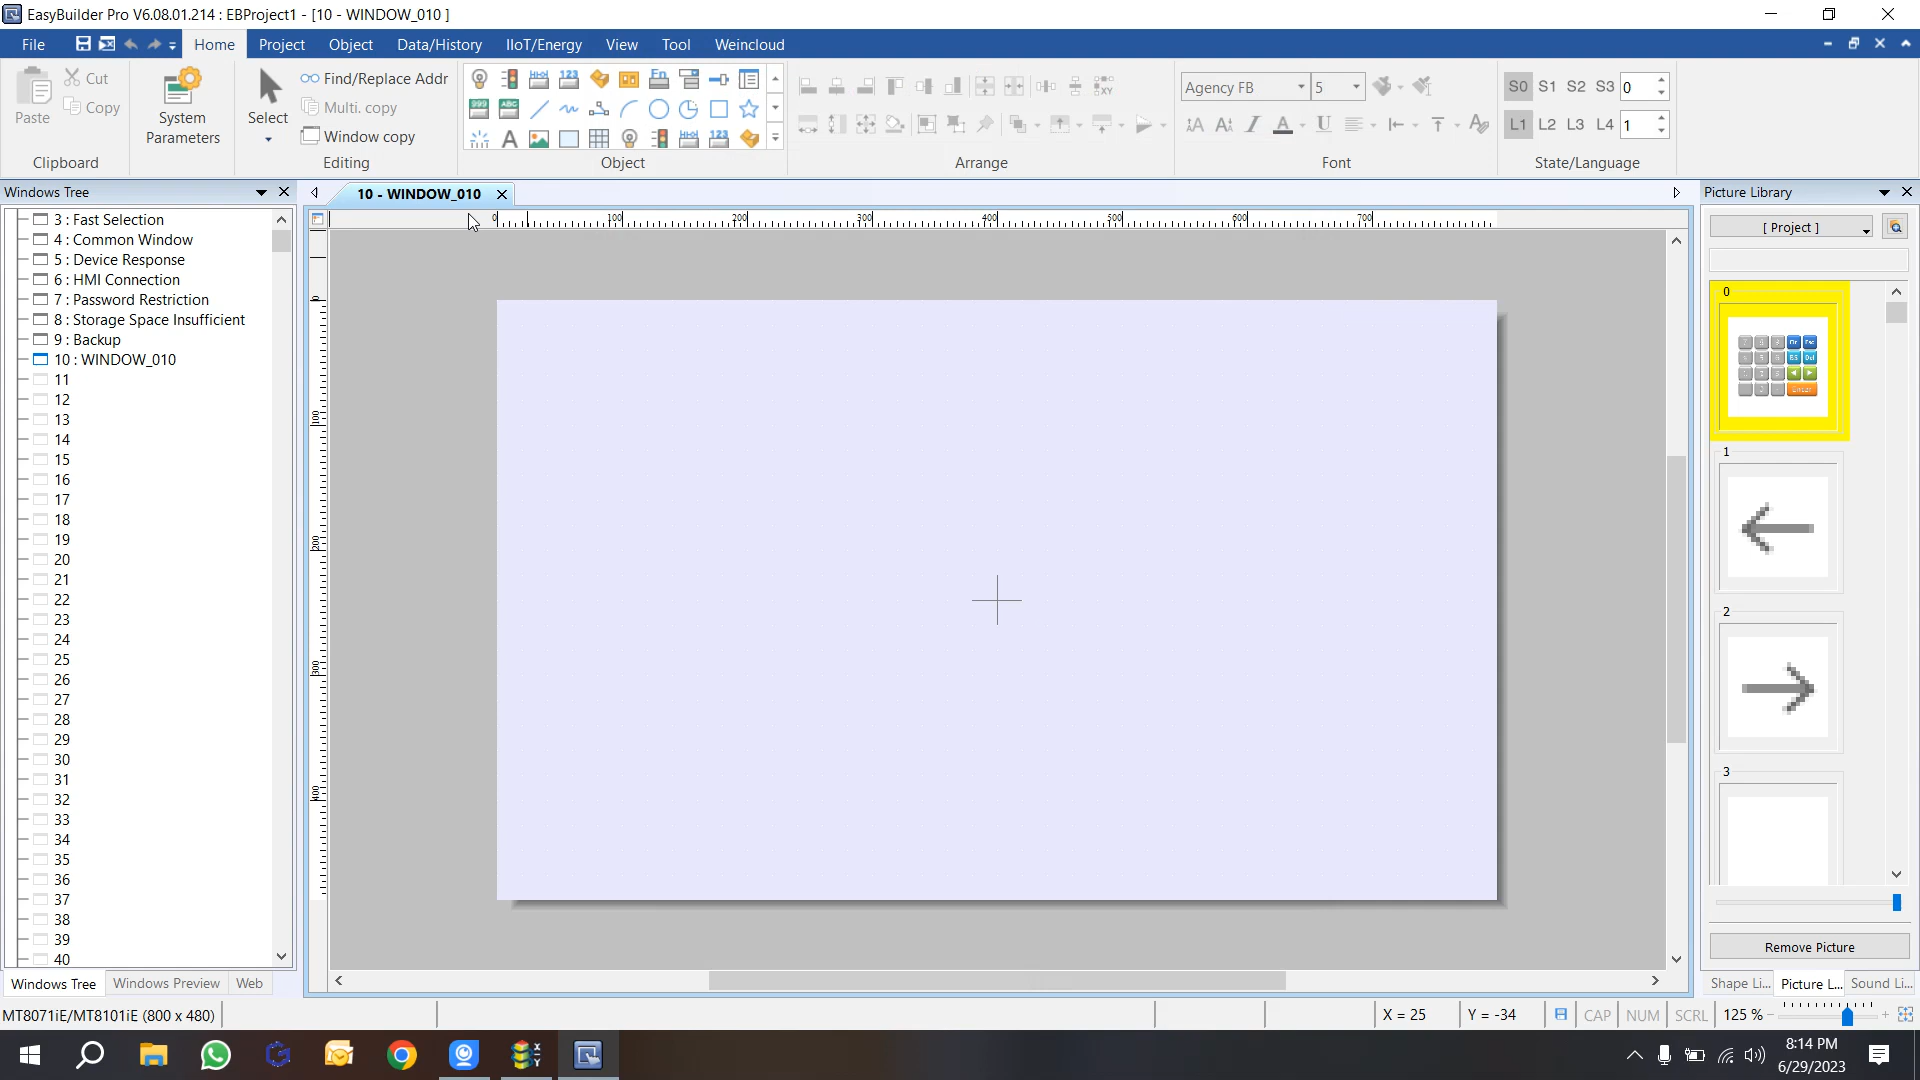 EasyBuilder Pro V6.08.01.214 : EBProject1 - [10 - WINDOW_010 ]
File Home Project Object Data/History IIoT/Energy View Tool Weincloud
Paste Cut Copy
Clipboard
System Parameters
Select
Find/Replace Addr
Multi. copy
Window copy
Editing
Object
Arrange
Agency FB 5
Font
S0 S1 S2 S3 0
L1 L2 L3 L4 1
State/Language
Windows Tree
3 : Fast Selection
4 : Common Window
5 : Device Response
6 : HMI Connection
7 : Password Restriction
8 : Storage Space Insufficient
9 : Backup
10 : WINDOW_010
11
12
13
14
15
16
17
18
19
20
21
22
23
24
25
26
27
28
29
30
31
32
33
34
35
36
37
38
39
40
Windows Tree Windows Preview Web
10 - WINDOW_010
0 100 200 300 400 500 600 700
0
100
200
300
400
Picture Library
[ Project ]
0
1
2
3
Remove Picture
Shape Li... Picture L... Sound Li...
MT8071iE/MT8101iE (800 x 480)
X = 25 Y = -34 CAP NUM SCRL 125 %
8:14 PM
6/29/2023